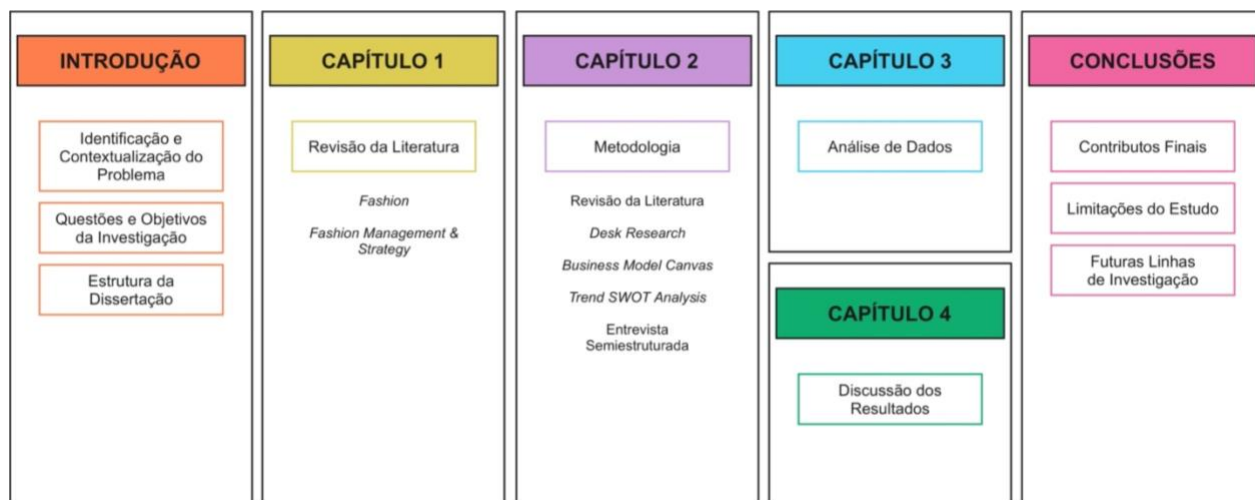 INTRODUÇÃO
Identificação e
Contextualização do
Problema
Questões e Objetivos
da Investigação
Estrutura da
Dissertação
CAPÍTULO 1
Revisão da Literatura
Fashion
Fashion Management &
Strategy
CAPÍTULO 2
Metodologia
Revisão da Literatura
Desk Research
Business Model Canvas
Trend SWOT Analysis
Entrevista
Semiestruturada
CAPÍTULO 3
Análise de Dados
CAPÍTULO 4
Discussão dos
Resultados
CONCLUSÕES
Contributos Finais
Limitações do Estudo
Futuras Linhas
de Investigação